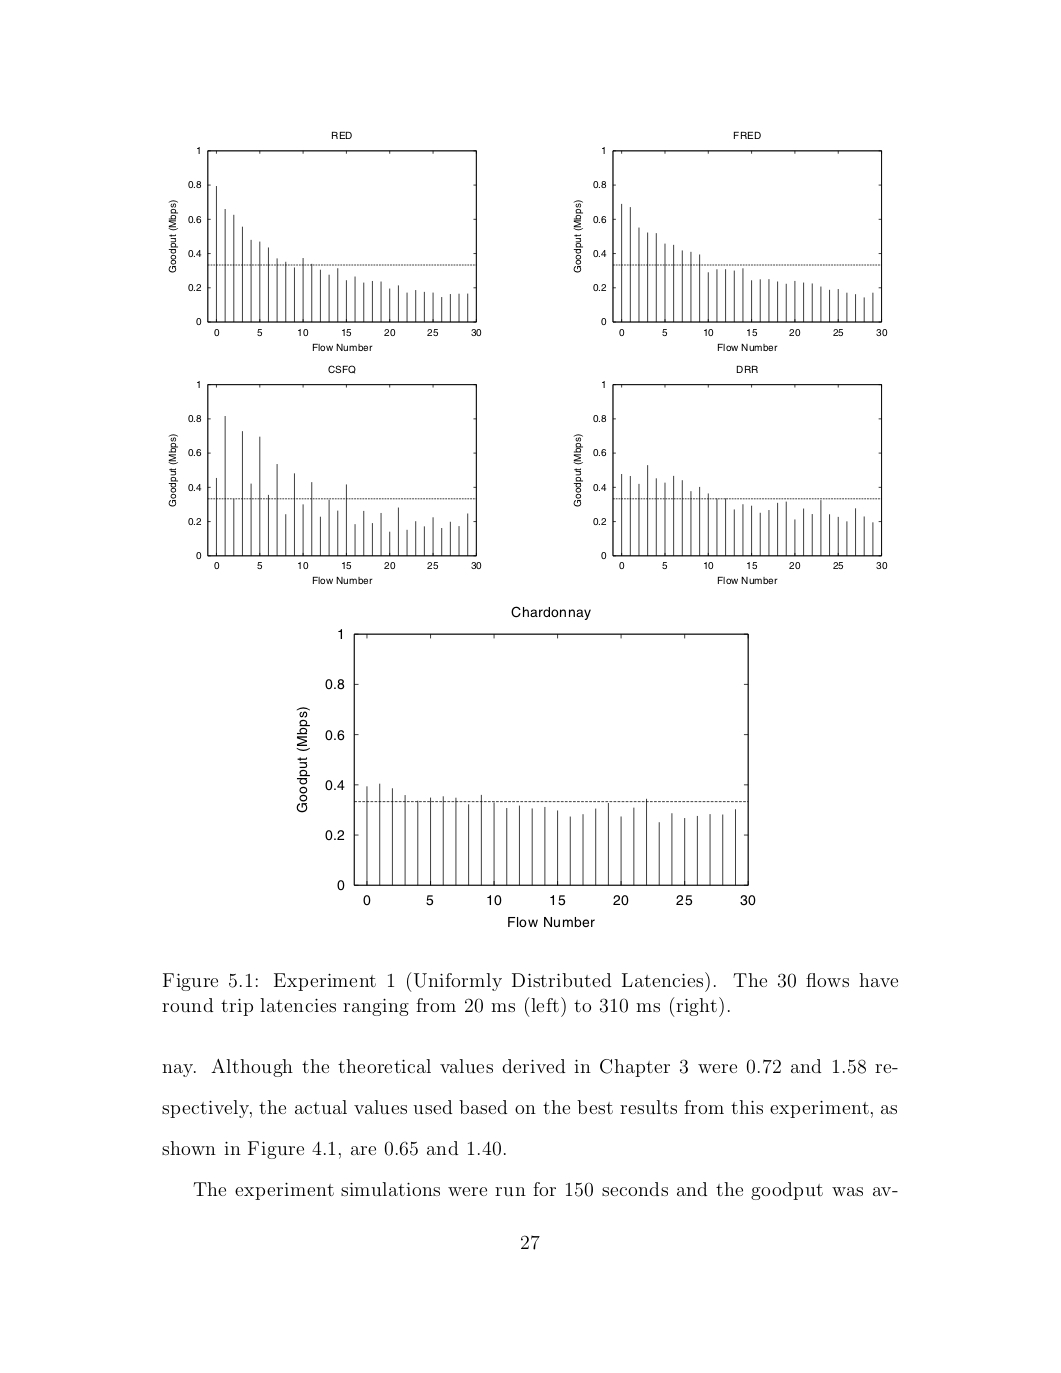 RED
1
0.8
0.6
0.4
0.2
0
Goodput (Mbps)
0 5 10 15 20 25 30
Flow Number
FRED
1
0.8
0.6
0.4
0.2
0
Goodput (Mbps)
0 5 10 15 20 25 30
Flow Number
CSFQ
1
0.8
0.6
0.4
0.2
0
Goodput (Mbps)
0 5 10 15 20 25 30
Flow Number
DRR
1
0.8
0.6
0.4
0.2
0
Goodput (Mbps)
0 5 10 15 20 25 30
Flow Number
Chardonnay
1
0.8
0.6
0.4
0.2
0
Goodput (Mbps)
0 5 10 15 20 25 30
Flow Number
Figure 5.1: Experiment 1 (Uniformly Distributed Latencies). The 30 flows have
round trip latencies ranging from 20 ms (left) to 310 ms (right).
nay. Although the theoretical values derived in Chapter 3 were 0.72 and 1.58 re-
spectively, the actual values used based on the best results from this experiment, as
shown in Figure 4.1, are 0.65 and 1.40.
The experiment simulations were run for 150 seconds and the goodput was av-
27